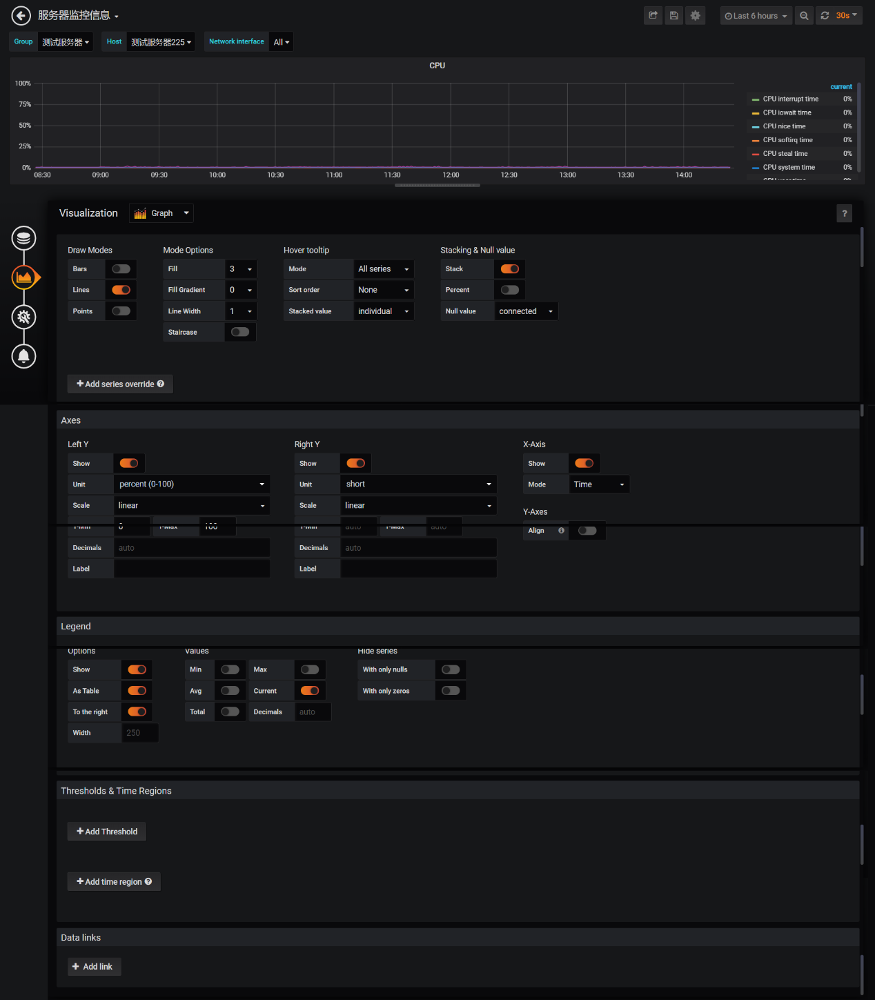 服务器监控信息
Last 6 hours
30s
Group 测试服务器 Host 测试服务器225 Network interface All
CPU
100%
75%
50%
25%
0%
08:30 09:00 09:30 10:00 10:30 11:00 11:30 12:00 12:30 13:00 13:30 14:00
current
CPU interrupt time 0%
CPU iowait time 0%
CPU nice time 0%
CPU softirq time 0%
CPU steal time 0%
CPU system time 0%
CPU user time 0%
Visualization Graph ?
Draw Modes Mode Options Hover tooltip Stacking & Null value
Bars Fill 3 Mode All series Stack
Lines Fill Gradient 0 Sort order None Percent
Points Line Width 1 Stacked value individual Null value connected
Staircase
Add series override
Axes
Left Y Right Y X-Axis
Show Show Show
Unit percent (0-100) Unit short Mode Time
Scale linear Scale linear
Y-Axes
Y-Min 0 Y-Max 100 Y-Min auto Y-Max auto
Align
Decimals auto Decimals auto
Label Label
Legend
Options Values Hide series
Show Min Max With only nulls
As Table Avg Current With only zeros
To the right Total Decimals auto
Width 250
Thresholds & Time Regions
Add Threshold
Add time region
Data links
Add link